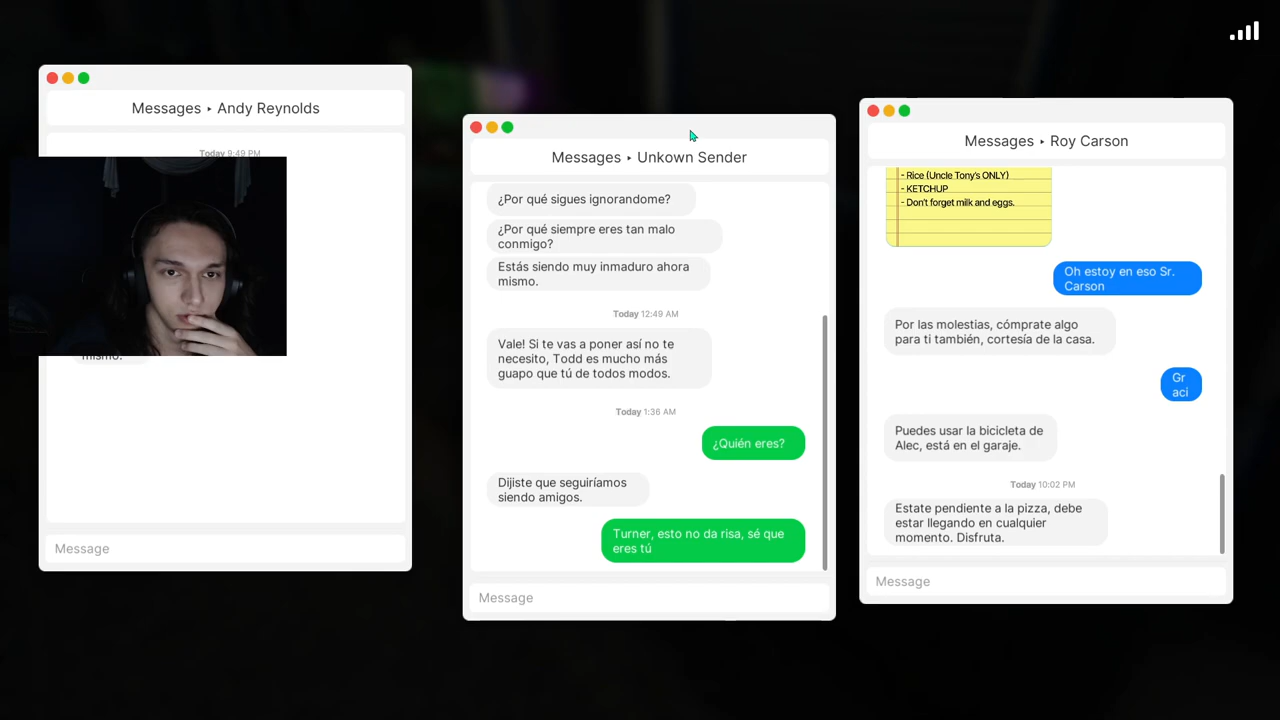 Messages ‣ Andy Reynolds
Today 9:49 PM
mismo.
Message
Messages ‣ Unkown Sender
¿Por qué sigues ignorandome?
¿Por qué siempre eres tan malo
conmigo?
Estás siendo muy inmaduro ahora
mismo.
Today 12:49 AM
Vale! Si te vas a poner así no te
necesito, Todd es mucho más
guapo que tú de todos modos.
Today 1:36 AM
¿Quién eres?
Dijiste que seguiríamos
siendo amigos.
Turner, esto no da risa, sé que
eres tú
Message
Messages ‣ Roy Carson
- Rice (Uncle Tony's ONLY)
- KETCHUP
- Don't forget milk and eggs.
Oh estoy en eso Sr.
Carson
Por las molestias, cómprate algo
para ti también, cortesía de la casa.
Gr
aci
Puedes usar la bicicleta de
Alec, está en el garaje.
Today 10:02 PM
Estate pendiente a la pizza, debe
estar llegando en cualquier
momento. Disfruta.
Message